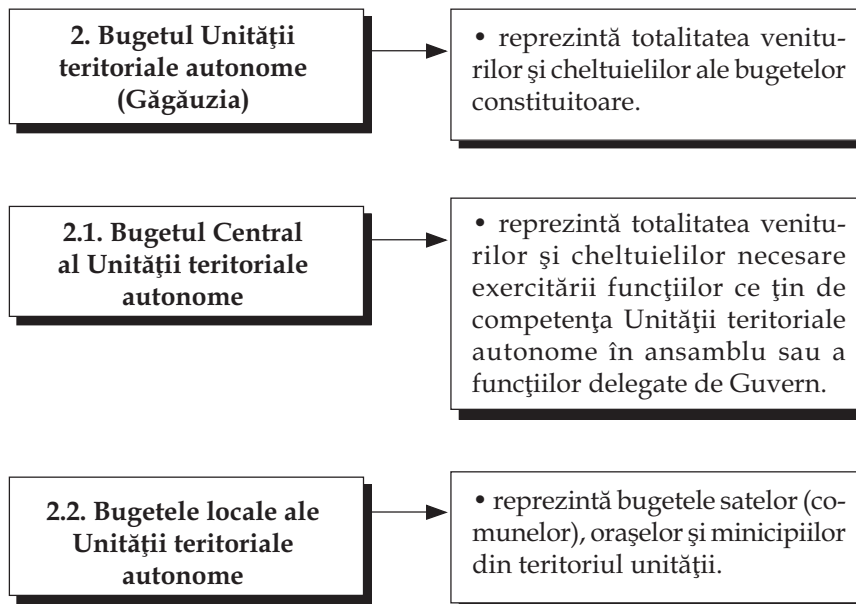 2. Bugetul Unităţii
teritoriale autonome
(Găgăuzia)
• reprezintă totalitatea venitu-
rilor şi cheltuielilor ale bugetelor
constituitoare.
2.1. Bugetul Central
al Unităţii teritoriale
autonome
• reprezintă totalitatea venitu-
rilor şi cheltuielilor necesare
exercitării funcţiilor ce ţin de
competenţa Unităţii teritoriale
autonome în ansamblu sau a
funcţiilor delegate de Guvern.
2.2. Bugetele locale ale
Unităţii teritoriale
autonome
• reprezintă bugetele satelor (co-
munelor), oraşelor şi minicipiilor
din teritoriul unităţii.